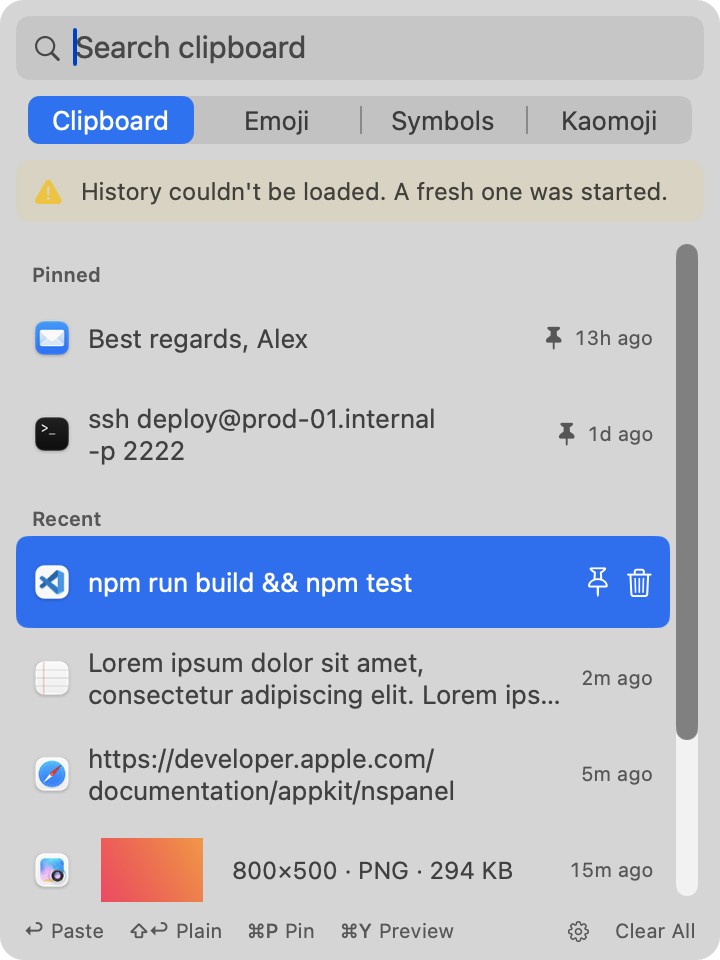 Search clipboard
Clipboard Emoji Symbols Kaomoji
History couldn't be loaded. A fresh one was started.
Pinned
Best regards, Alex 13h ago
ssh deploy@prod-01.internal
-p 2222 1d ago
Recent
npm run build && npm test
Lorem ipsum dolor sit amet,
consectetur adipiscing elit. Lorem ips… 2m ago
https://developer.apple.com/
documentation/appkit/nspanel 5m ago
800×500 · PNG · 294 KB 15m ago
↩ Paste ⇧↩ Plain ⌘P Pin ⌘Y Preview Clear All